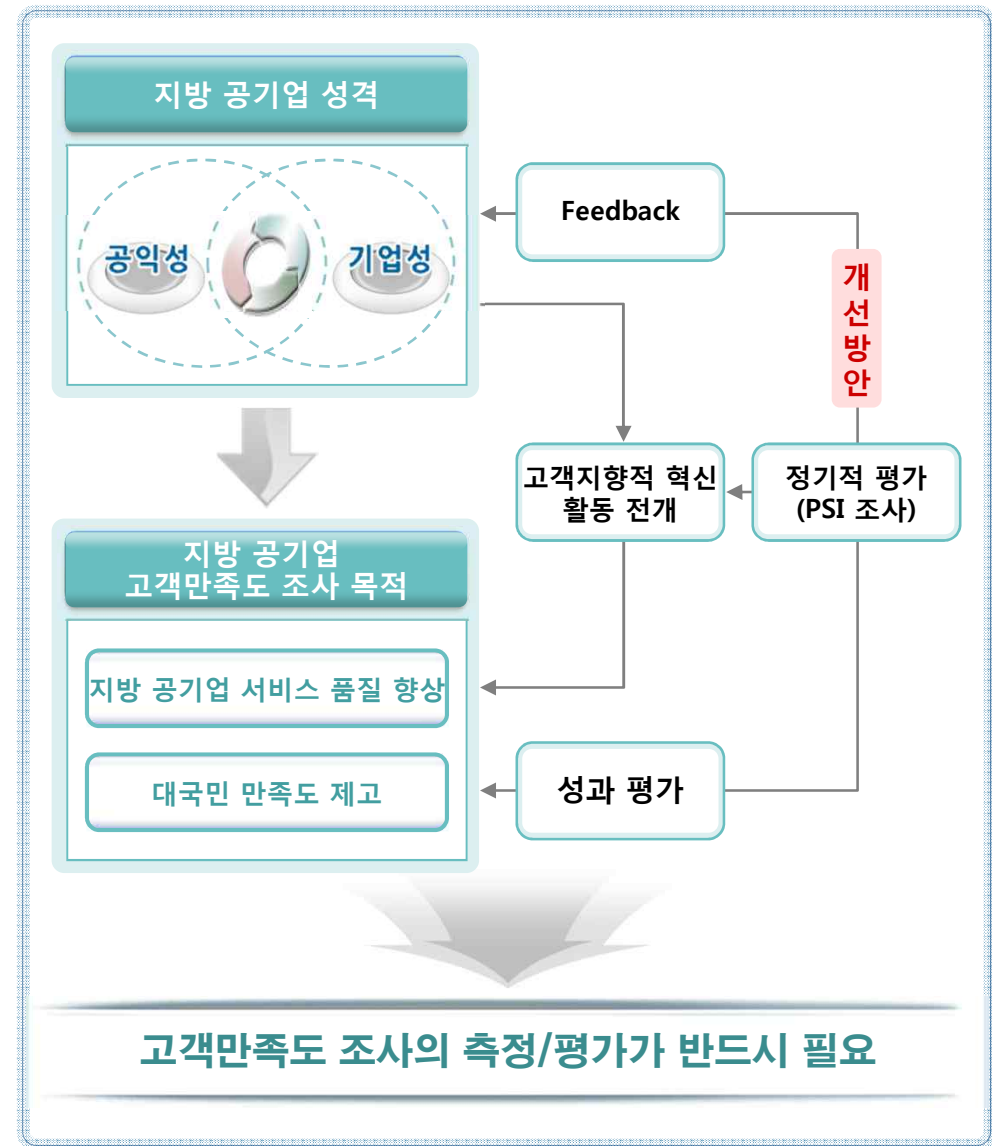 지방 공기업 성격
공익성
기업성
Feedback
개
선
방
안
고객지향적 혁신
활동 전개
정기적 평가
(PSI 조사)
지방 공기업
고객만족도 조사 목적
지방 공기업 서비스 품질 향상
대국민 만족도 제고
성과 평가
고객만족도 조사의 측정/평가가 반드시 필요